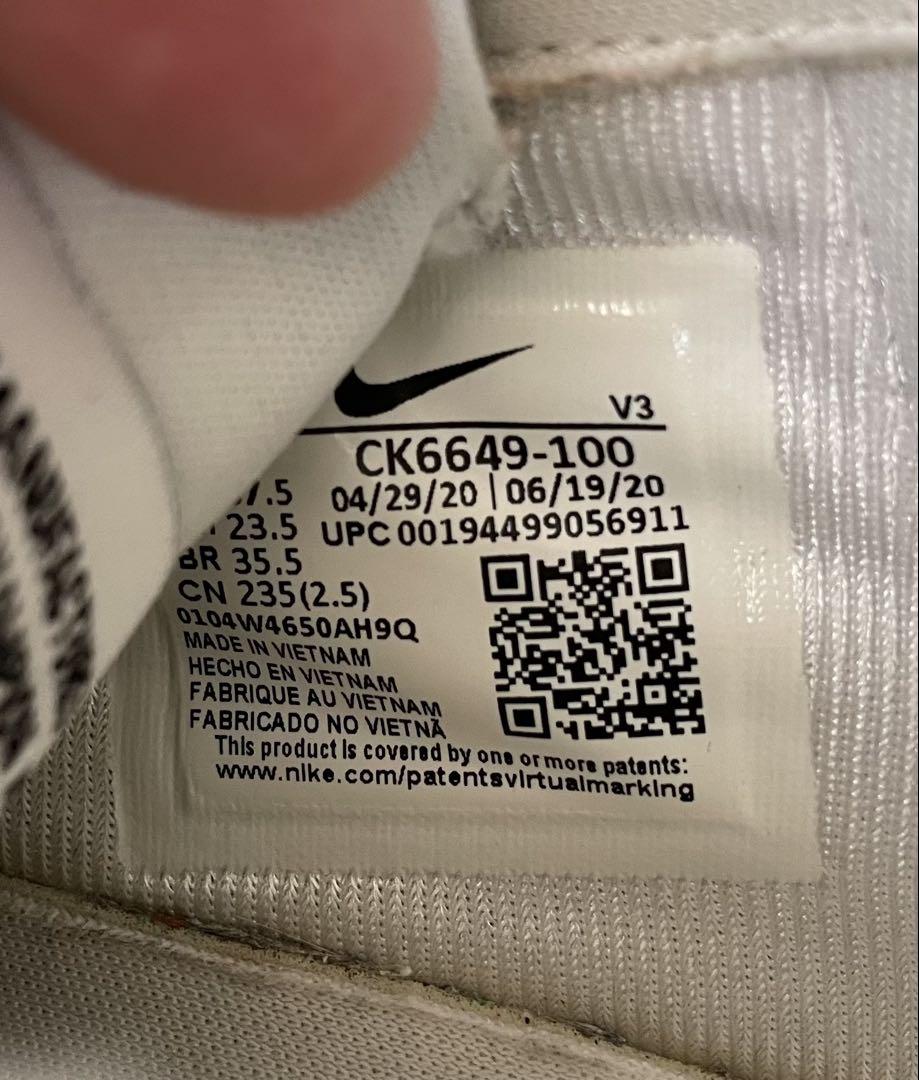 V3
CK6649-100
7.5 04/29/20 | 06/19/20
23.5 UPC 00194499056911
BR 35.5
CN 235(2.5)
0104W4650AH9Q
MADE IN VIETNAM
HECHO EN VIETNAM
FABRIQUE AU VIETNAM
FABRICADO NO VIETNÃ
This product is covered by one or more patents:
www.nike.com/patentsvirtualmarking